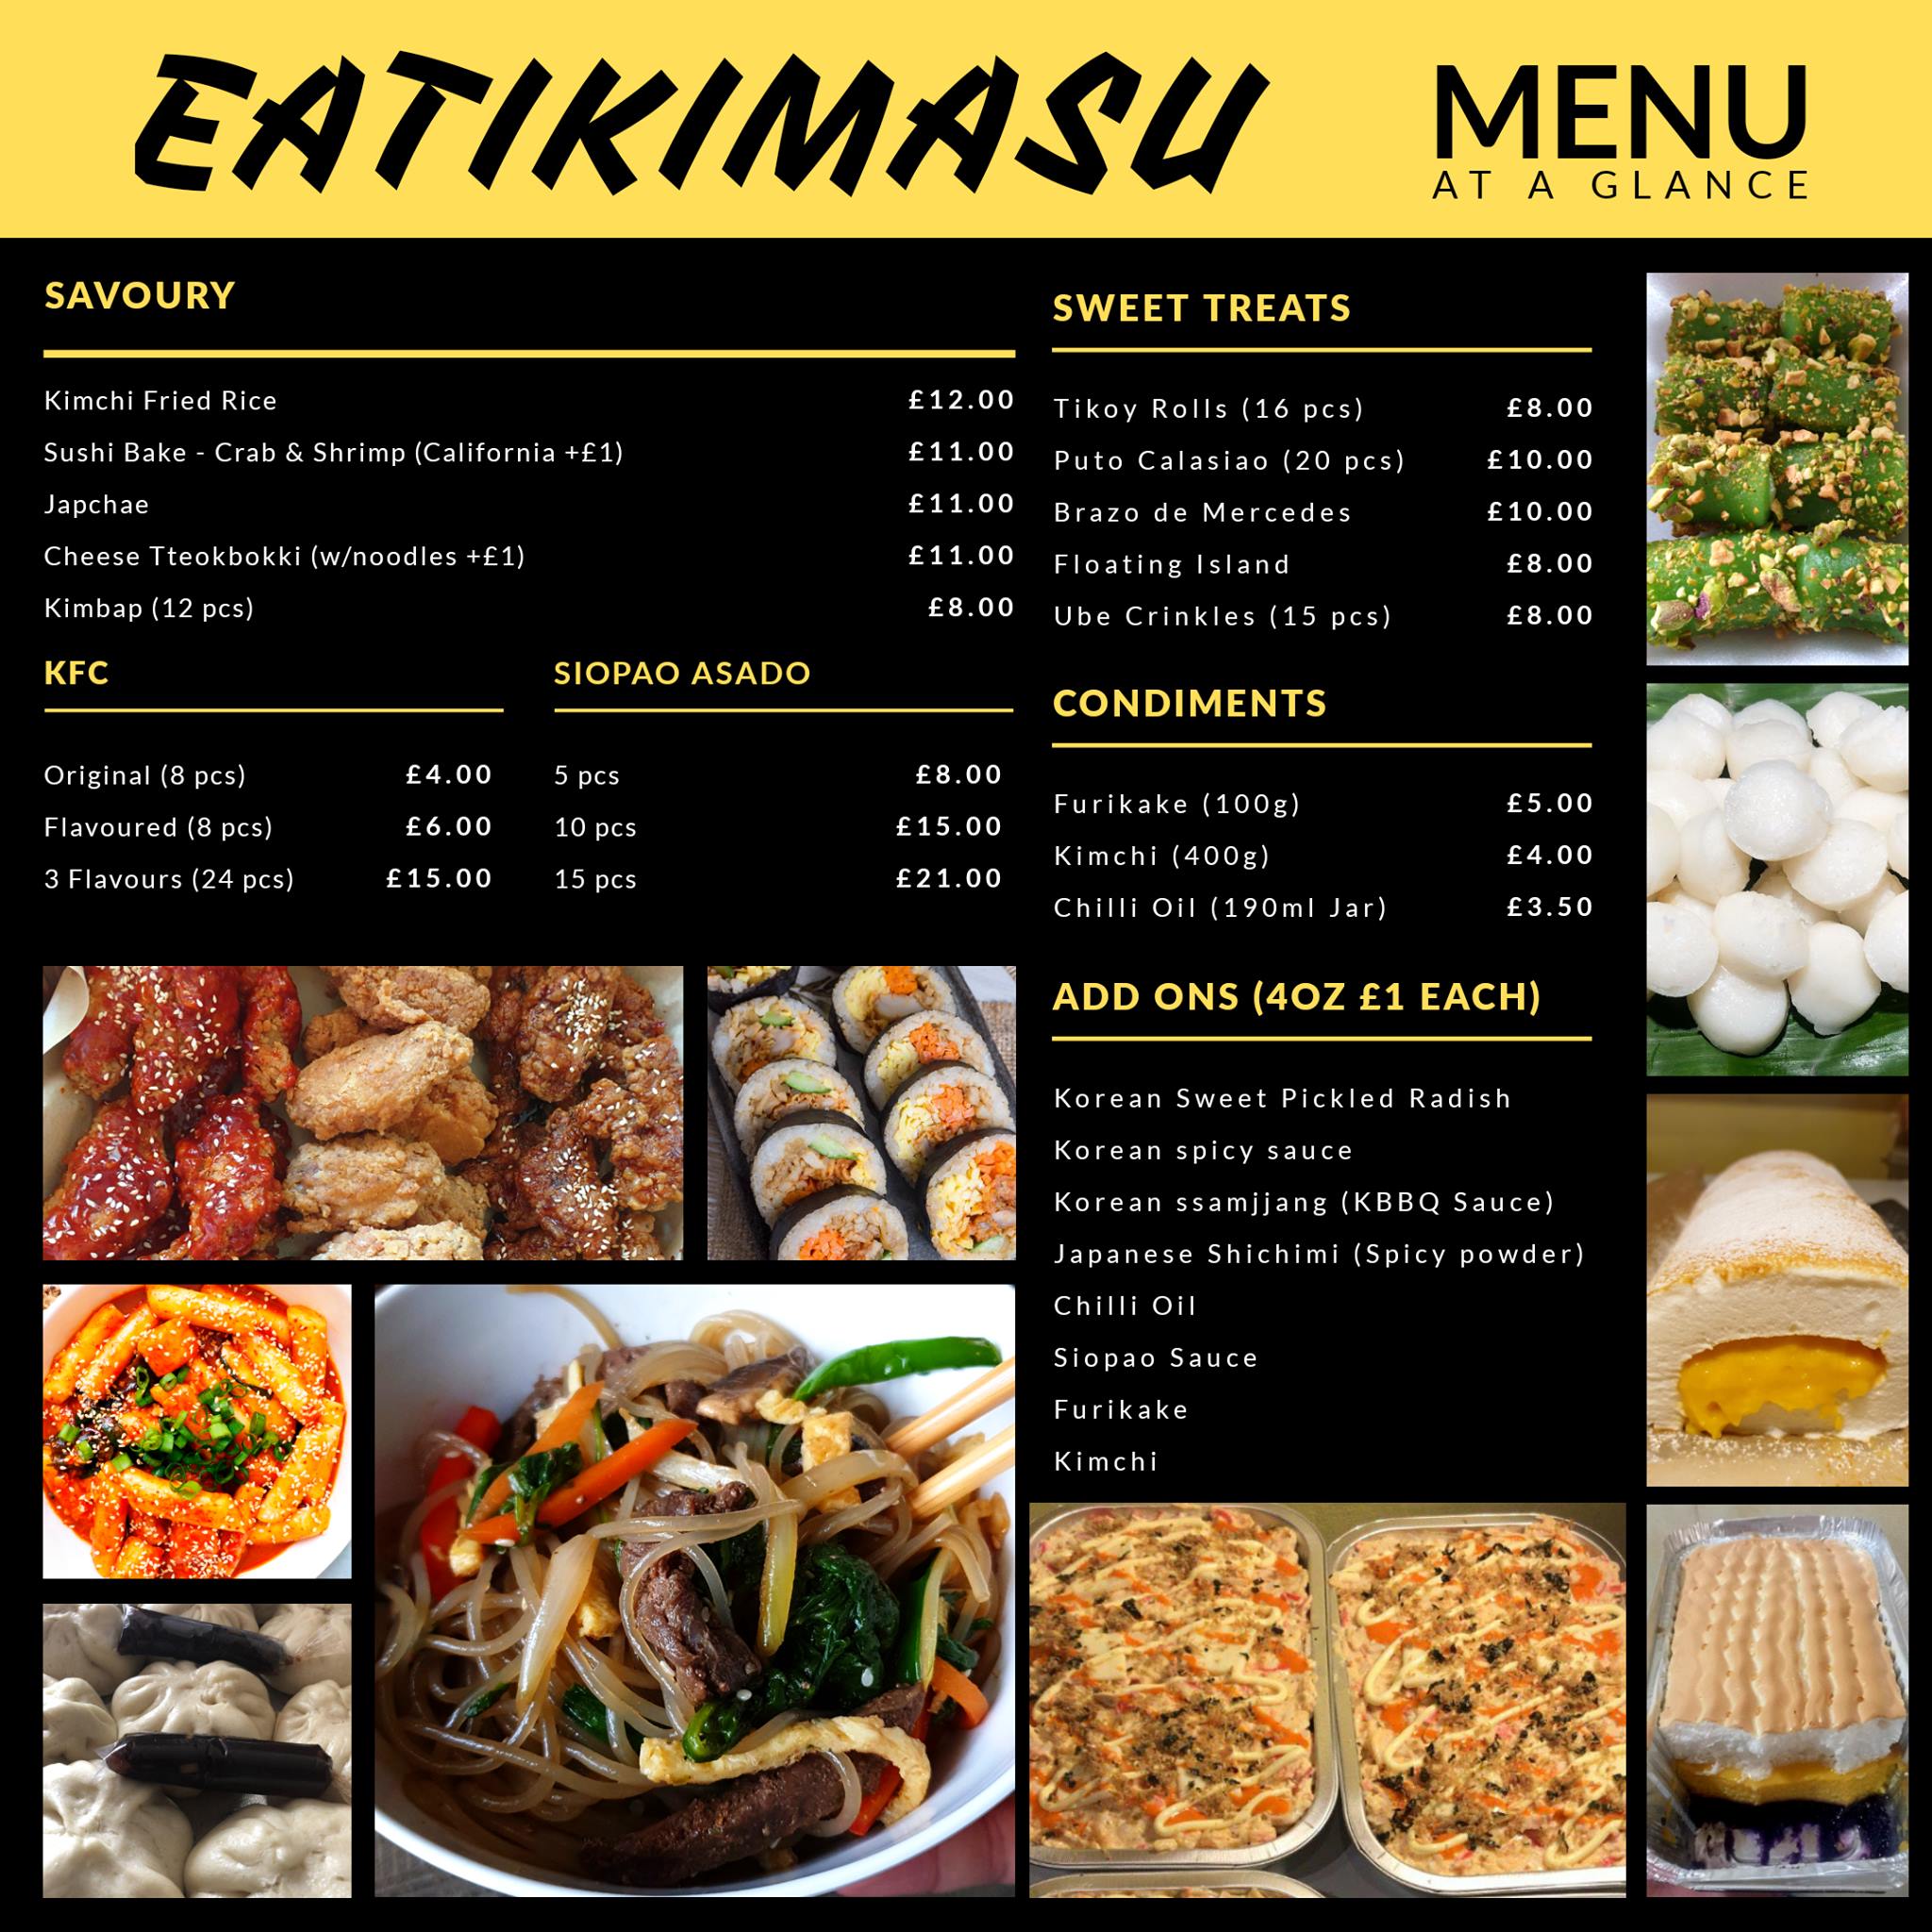 EATIKIMASU
MENU
AT A GLANCE
SAVOURY
Kimchi Fried Rice £12.00
Sushi Bake - Crab & Shrimp (California +£1) £11.00
Japchae £11.00
Cheese Tteokbokki (w/noodles +£1) £11.00
Kimbap (12 pcs) £8.00
KFC
Original (8 pcs) £4.00
Flavoured (8 pcs) £6.00
3 Flavours (24 pcs) £15.00
SIOPAO ASADO
5 pcs £8.00
10 pcs £15.00
15 pcs £21.00
SWEET TREATS
Tikoy Rolls (16 pcs) £8.00
Puto Calasiao (20 pcs) £10.00
Brazo de Mercedes £10.00
Floating Island £8.00
Ube Crinkles (15 pcs) £8.00
CONDIMENTS
Furikake (100g) £5.00
Kimchi (400g) £4.00
Chilli Oil (190ml Jar) £3.50
ADD ONS (4OZ £1 EACH)
Korean Sweet Pickled Radish
Korean spicy sauce
Korean ssamjjang (KBBQ Sauce)
Japanese Shichimi (Spicy powder)
Chilli Oil
Siopao Sauce
Furikake
Kimchi